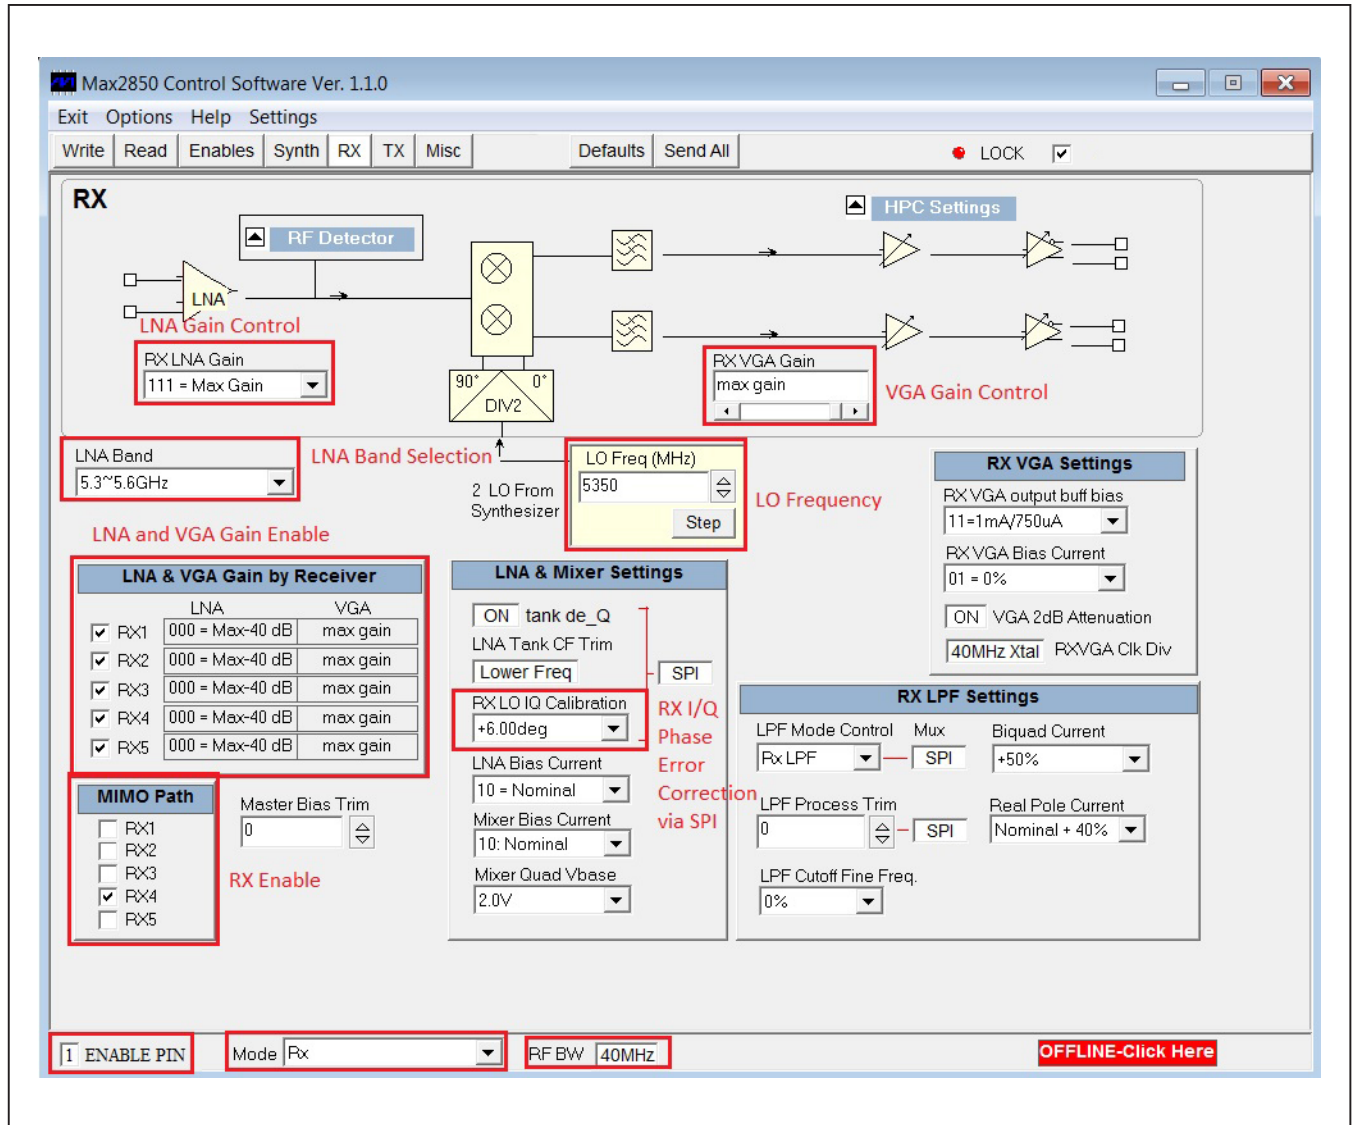 Max2850 Control Software Ver. 1.1.0
Exit Options Help Settings
Write Read Enables Synth RX TX Misc Defaults Send All LOCK
RX
HPC Settings
RF Detector
LNA
LNA Gain Control
RX LNA Gain
111 = Max Gain
90° 0°
DIV2
RX VGA Gain
max gain
VGA Gain Control
LNA Band
5.3~5.6GHz
LNA Band Selection
2 LO From
Synthesizer
LO Freq (MHz)
5350
Step
LO Frequency
RX VGA Settings
RX VGA output buff bias
11=1mA/750uA
RX VGA Bias Current
01 = 0%
ON VGA 2dB Attenuation
40MHz Xtal RXVGA Clk Div
LNA and VGA Gain Enable
LNA & VGA Gain by Receiver
LNA VGA
RX1 000 = Max-40 dB max gain
RX2 000 = Max-40 dB max gain
RX3 000 = Max-40 dB max gain
RX4 000 = Max-40 dB max gain
RX5 000 = Max-40 dB max gain
LNA & Mixer Settings
ON tank de_Q
LNA Tank CF Trim
Lower Freq
SPI
RX LO IQ Calibration
+6.00deg
RX I/Q
Phase
Error
Correction
via SPI
LNA Bias Current
10 = Nominal
Mixer Bias Current
10: Nominal
Mixer Quad Vbase
2.0V
RX LPF Settings
LPF Mode Control Mux Biquad Current
Rx LPF SPI +50%
LPF Process Trim Real Pole Current
0 SPI Nominal + 40%
LPF Cutoff Fine Freq.
0%
MIMO Path
RX1
RX2
RX3
RX4
RX5
Master Bias Trim
0
RX Enable
1 ENABLE PIN Mode Rx RF BW 40MHz OFFLINE-Click Here